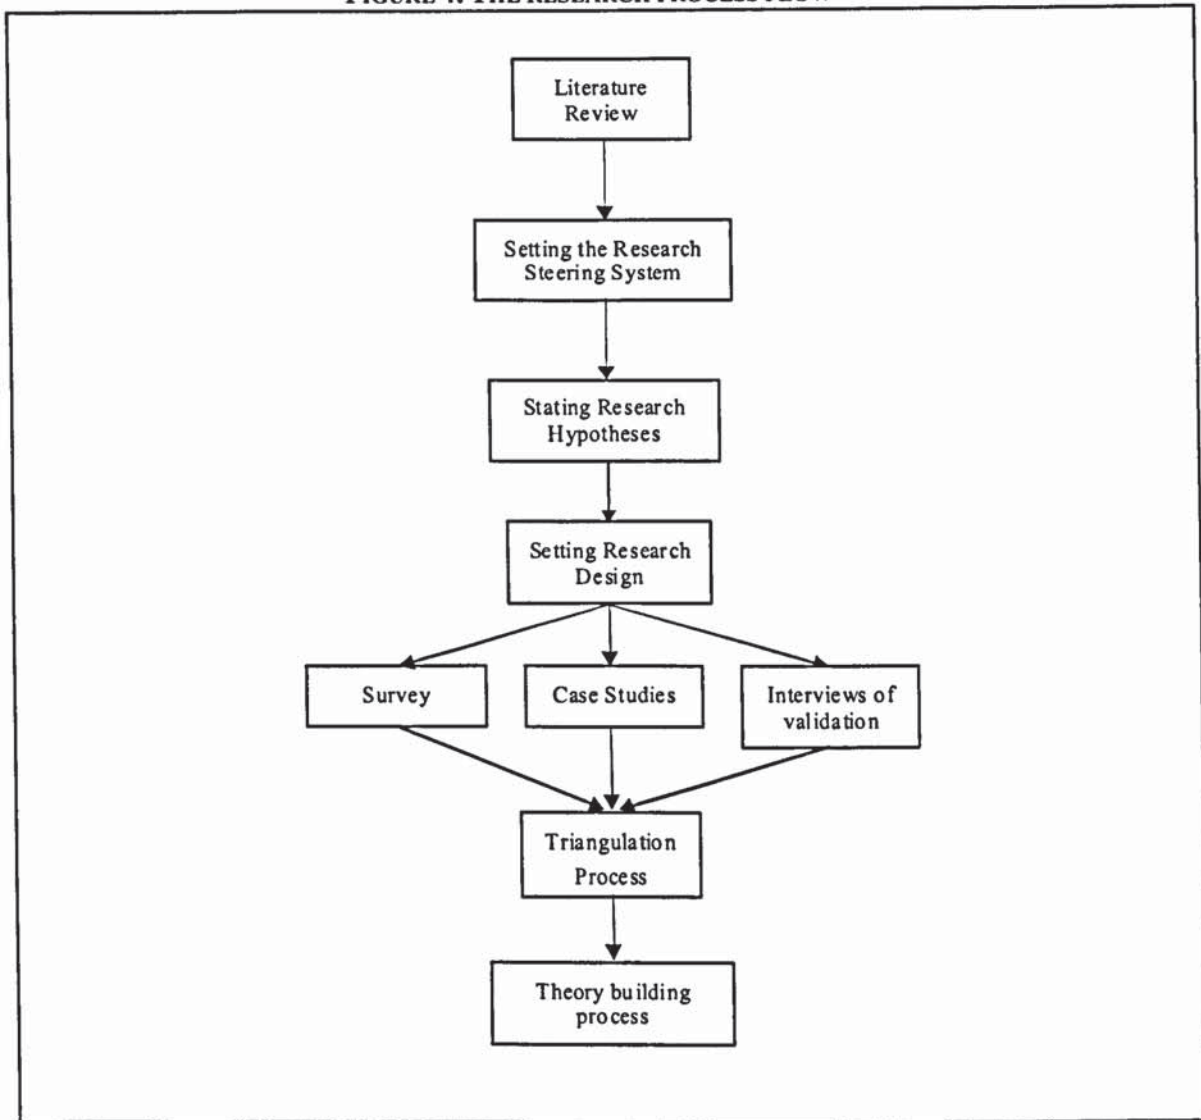 Literature
Review
Setting the Research
Steering System
Stating Research
Hypotheses
Setting Research
Design
Survey
Case Studies
Interviews of
validation
Triangulation
Process
Theory building
process